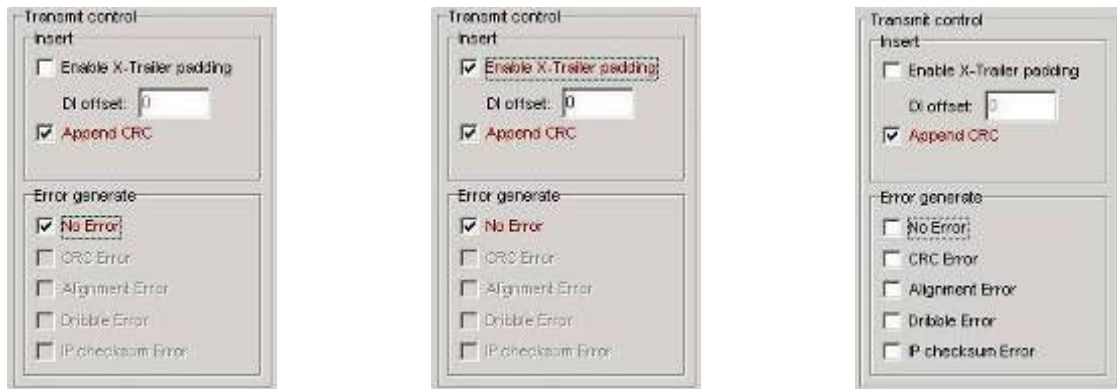 Transmit control
Insert
Enable X-Trailer padding
DI offset: 0
Append CRC
Error generate
No Error
CRC Error
Alignment Error
Dribble Error
IP checksum Error
Transmit control
Insert
Enable X-Trailer padding
DI offset: 0
Append CRC
Error generate
No Error
CRC Error
Alignment Error
Dribble Error
IP checksum Error
Transmit control
Insert
Enable X-Trailer padding
DI offset: 0
Append CRC
Error generate
No Error
CRC Error
Alignment Error
Dribble Error
IP checksum Error